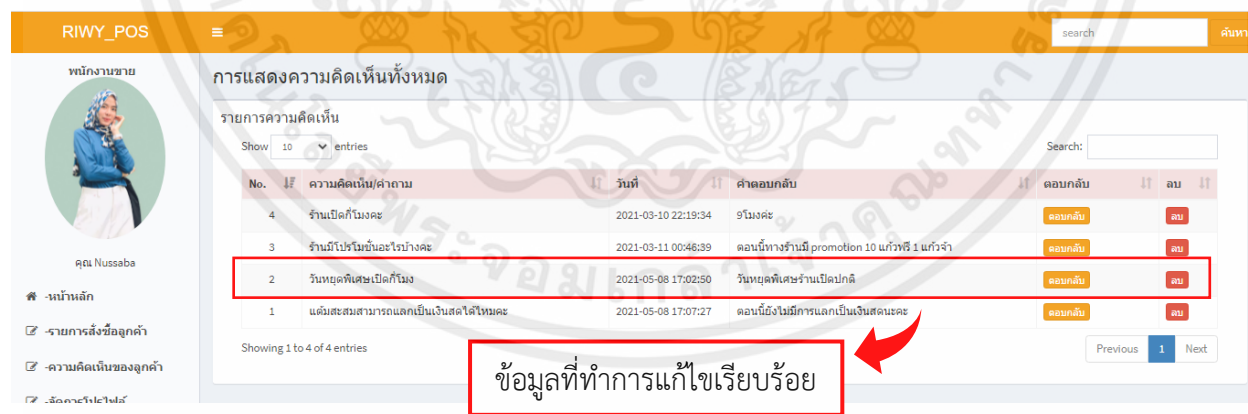 RIWY_POS
search
ค้นหา
พนักงานขาย
คุณ Nussaba
-หน้าหลัก
-รายการสั่งซื้อลูกค้า
-ความคิดเห็นของลูกค้า
-จัดการโปรไฟล์
การแสดงความคิดเห็นทั้งหมด
รายการความคิดเห็น
Show 10 entries
Search:
No. ความคิดเห็น/คำถาม วันที่ คำตอบกลับ ตอบกลับ ลบ
4 ร้านเปิดกี่โมงคะ 2021-03-10 22:19:34 9โมงค่ะ ตอบกลับ ลบ
3 ร้านมีโปรโมชั่นอะไรบ้างคะ 2021-03-11 00:46:39 ตอนนี้ทางร้านมี promotion 10 แก้วฟรี 1 แก้วจ้า ตอบกลับ ลบ
2 วันหยุดพิเศษเปิดกี่โมง 2021-05-08 17:02:50 วันหยุดพิเศษร้านเปิดปกติ ตอบกลับ ลบ
1 แต้มสะสมสามารถแลกเป็นเงินสดได้ไหมคะ 2021-05-08 17:07:27 ตอนนี้ยังไม่มีการแลกเป็นเงินสดนะคะ ตอบกลับ ลบ
Showing 1 to 4 of 4 entries
Previous 1 Next
ข้อมูลที่ทำการแก้ไขเรียบร้อย